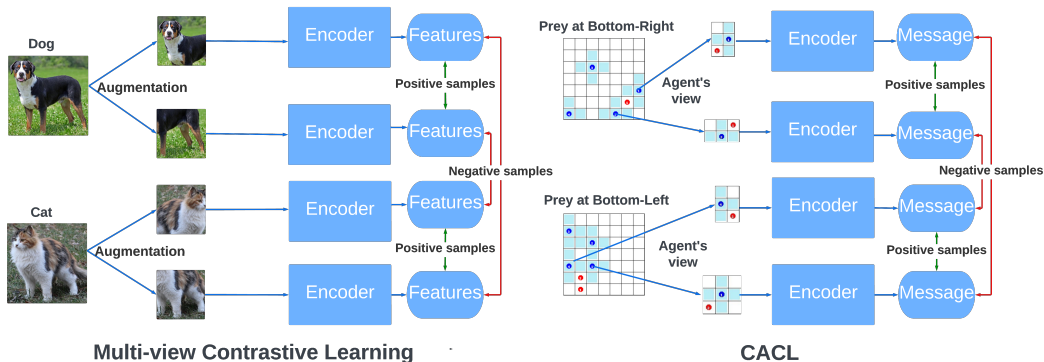 Dog
Augmentation
Encoder
Features
Positive samples
Encoder
Features
Negative samples
Cat
Augmentation
Encoder
Features
Positive samples
Encoder
Features
Multi-view Contrastive Learning
Prey at Bottom-Right
Agent's
view
Encoder
Message
Positive samples
Encoder
Message
Negative samples
Prey at Bottom-Left
Agent's
view
Encoder
Message
Positive samples
Encoder
Message
CACL